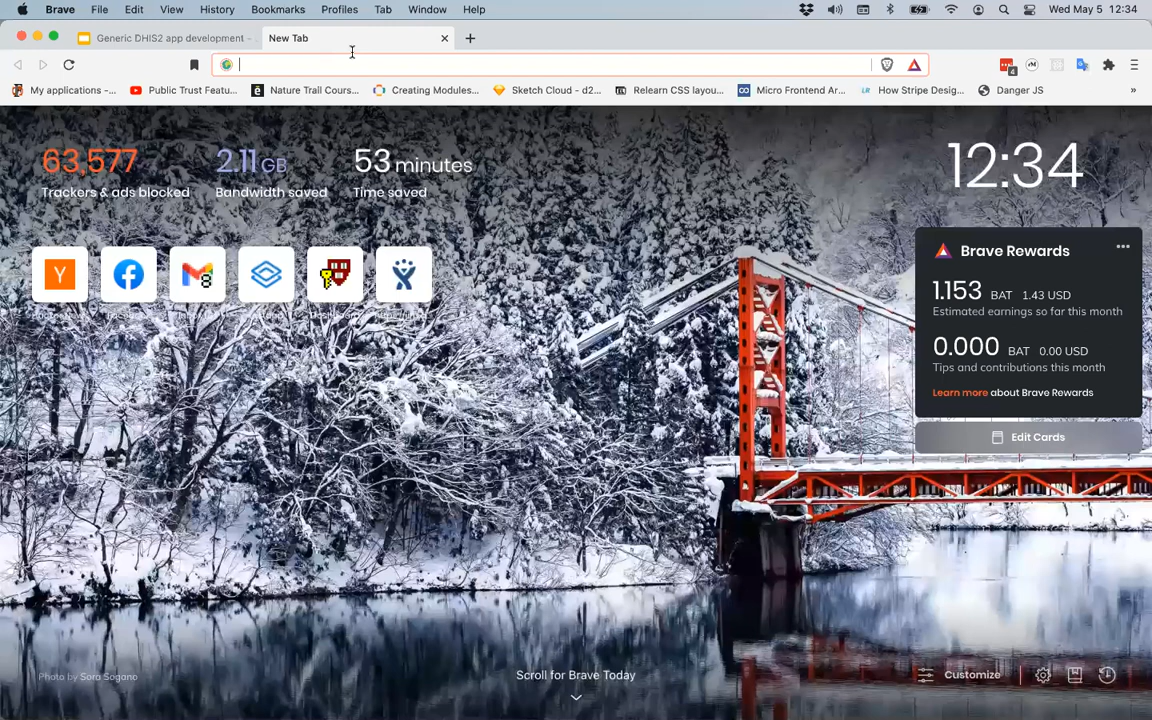 Brave File Edit View History Bookmarks Profiles Tab Window Help Wed May 5 12:34
Generic DHIS2 app development - New Tab
4
My applications -... Public Trust Featu... Nature Trail Cours... Creating Modules... Sketch Cloud - d2... Relearn CSS layou... Micro Frontend Ar... LR How Stripe Desig... Danger JS »
63,577 2.11 GB 53 minutes
Trackers & ads blocked Bandwidth saved Time saved
12:34
Brave Rewards
1.153 BAT 1.43 USD
Estimated earnings so far this month
0.000 BAT 0.00 USD
Tips and contributions this month
Learn more about Brave Rewards
Edit Cards
Y
8
Photo by Sora Sogano
Scroll for Brave Today
Customize